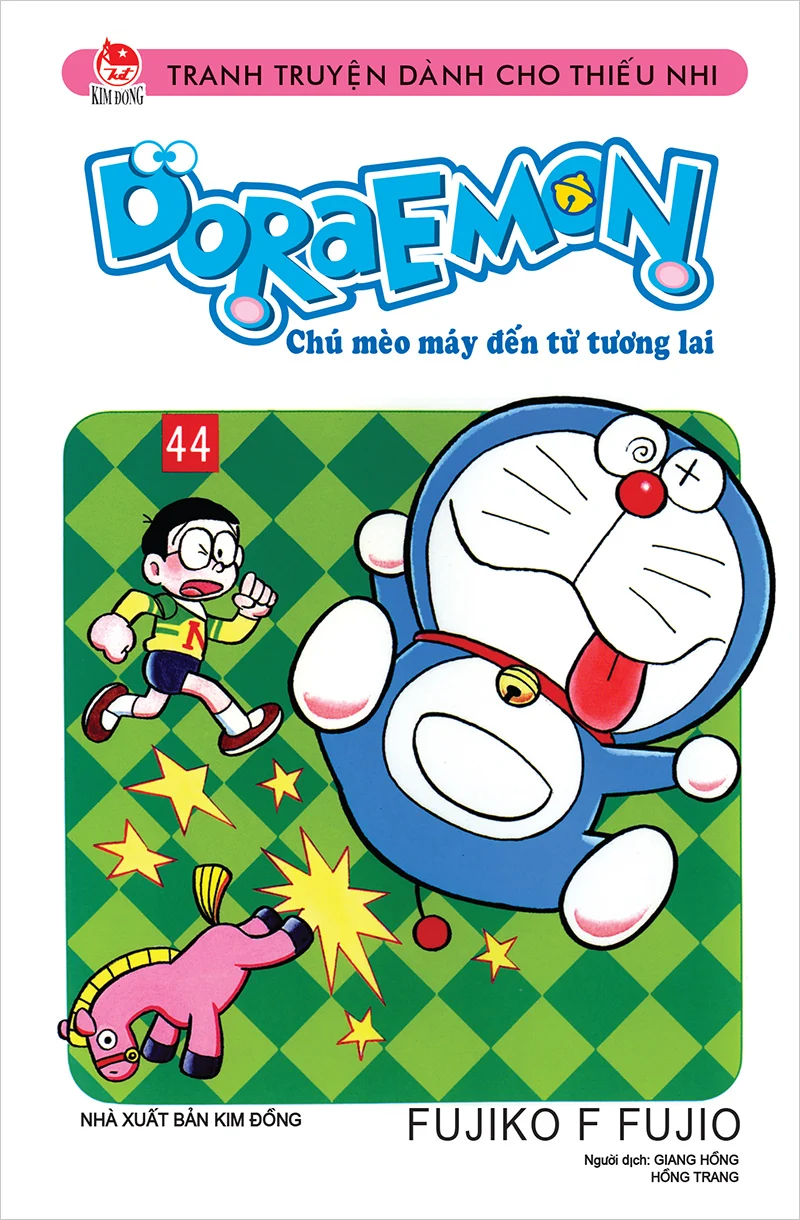 KIM ĐỒNG
TRANH TRUYỆN DÀNH CHO THIẾU NHI
DORAEMON
Chú mèo máy đến từ tương lai
44
N
NHÀ XUẤT BẢN KIM ĐỒNG
FUJIKO F FUJIO
Người dịch: GIANG HỒNG
HỒNG TRANG